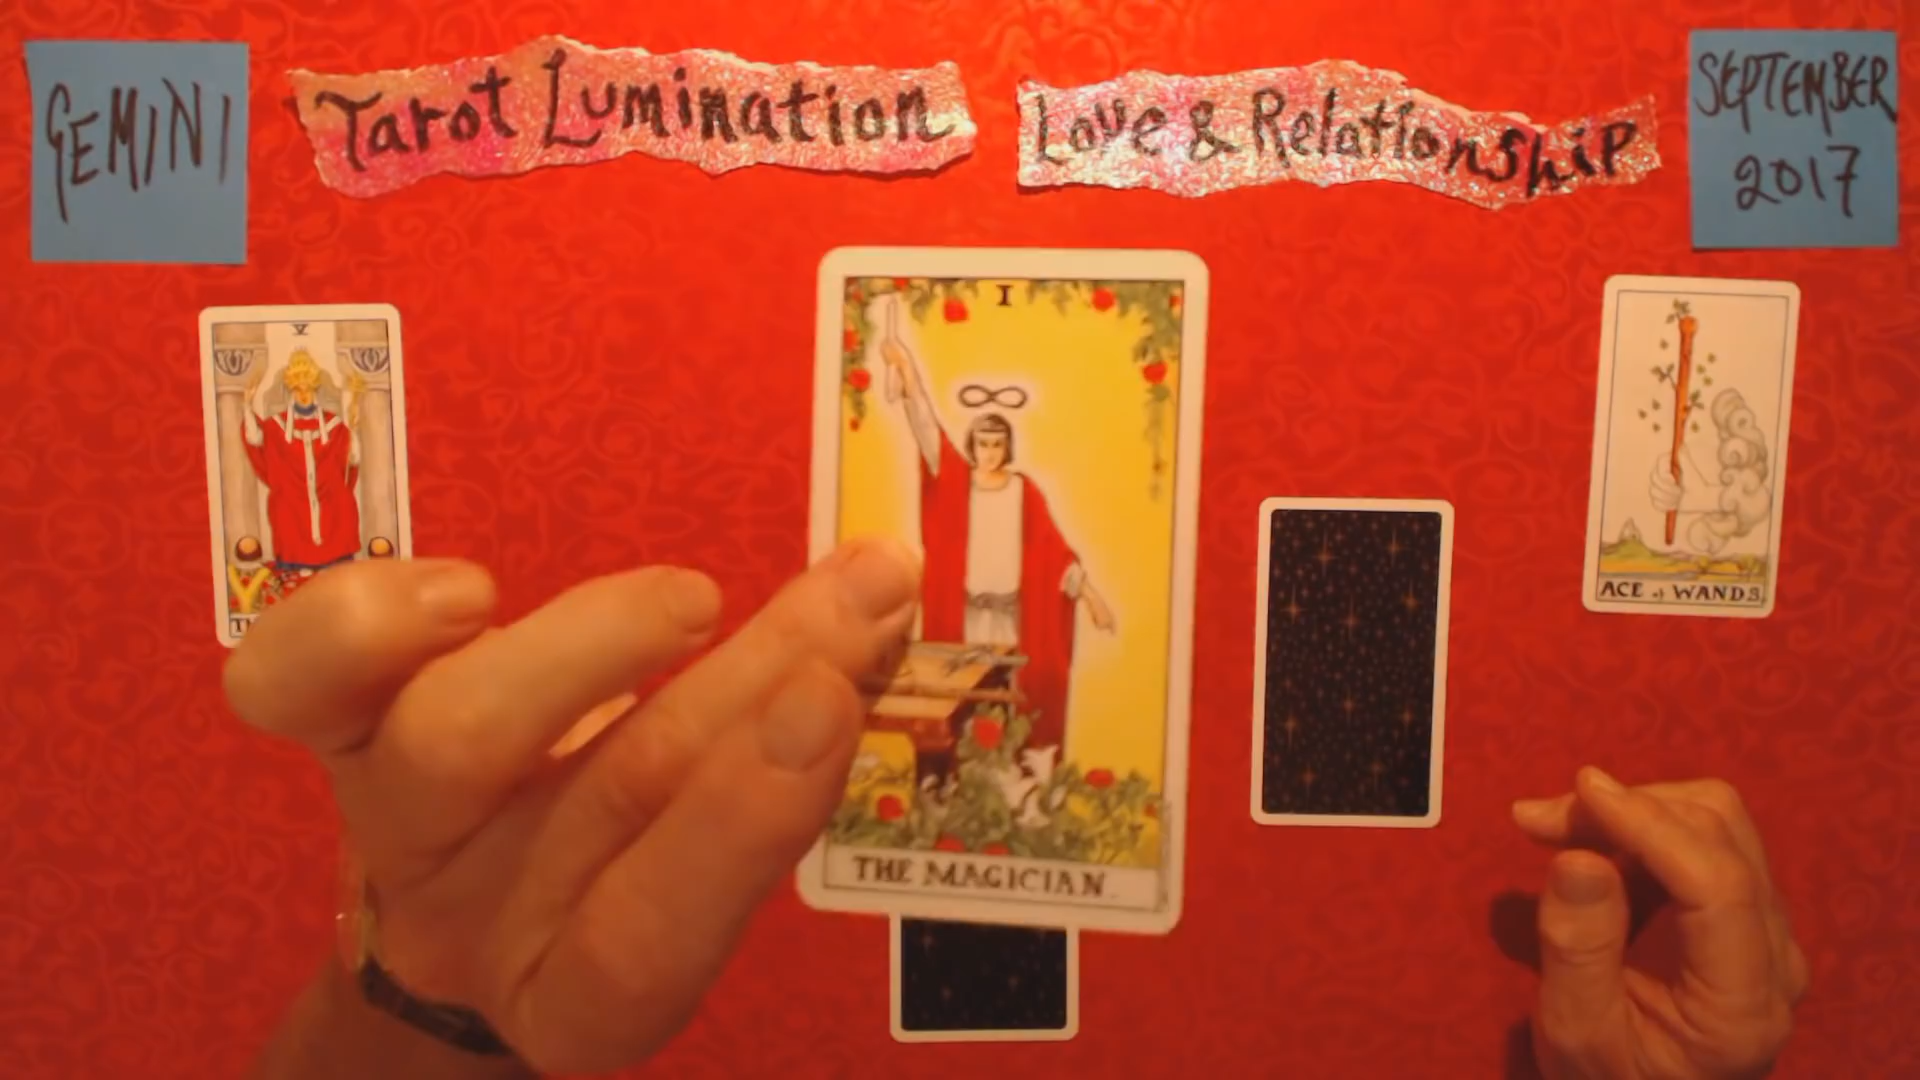 GEMINI
Tarot Lumination
Love & Relationship
SEPTEMBER
2017
V
I
THE MAGICIAN.
ACE of WANDS.